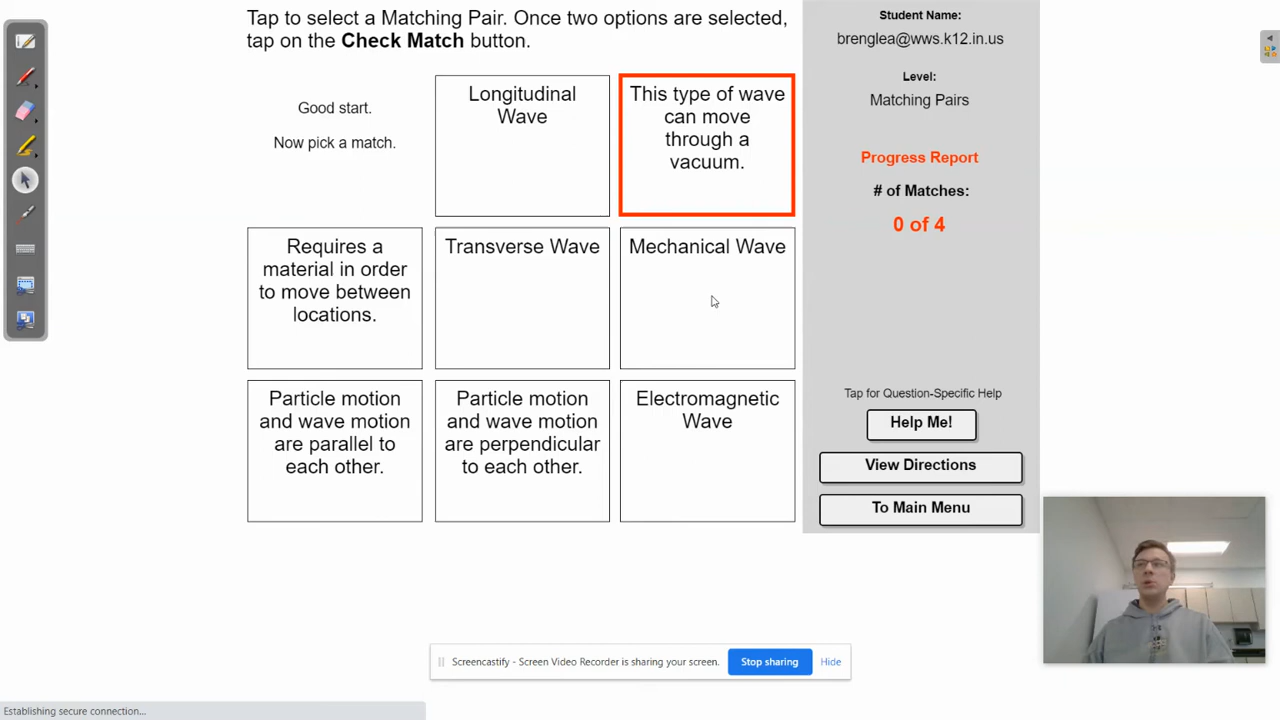 Tap to select a Matching Pair. Once two options are selected,
tap on the Check Match button.
Good start.
Now pick a match.
Longitudinal
Wave
This type of wave
can move
through a
vacuum.
Requires a
material in order
to move between
locations.
Transverse Wave
Mechanical Wave
Particle motion
and wave motion
are parallel to
each other.
Particle motion
and wave motion
are perpendicular
to each other.
Electromagnetic
Wave
Student Name:
brenglea@wws.k12.in.us
Level:
Matching Pairs
Progress Report
# of Matches:
0 of 4
Tap for Question-Specific Help
Help Me!
View Directions
To Main Menu
Screencastify - Screen Video Recorder is sharing your screen.
Stop sharing
Hide
Establishing secure connection...